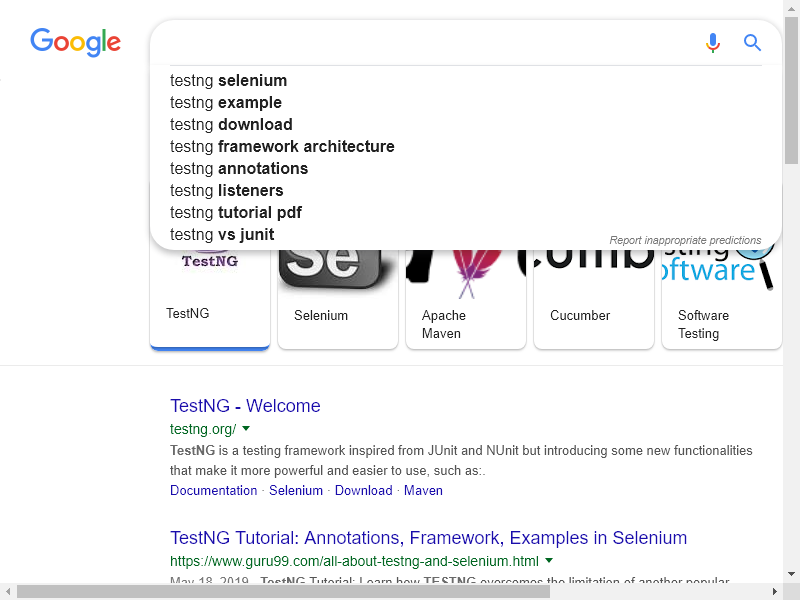 Google
testng selenium
testng example
testng download
testng framework architecture
testng annotations
testng listeners
testng tutorial pdf
testng vs junit
Report inappropriate predictions
TestNG
Se
software
TestNG
Selenium
Apache
Maven
Cucumber
Software
Testing
TestNG - Welcome
testng.org/
TestNG is a testing framework inspired from JUnit and NUnit but introducing some new functionalities
that make it more powerful and easier to use, such as:.
Documentation · Selenium · Download · Maven
TestNG Tutorial: Annotations, Framework, Examples in Selenium
https://www.guru99.com/all-about-testng-and-selenium.html
May 18, 2019 - TestNG Tutorial: Learn how TESTNG overcomes the limitation of another popular